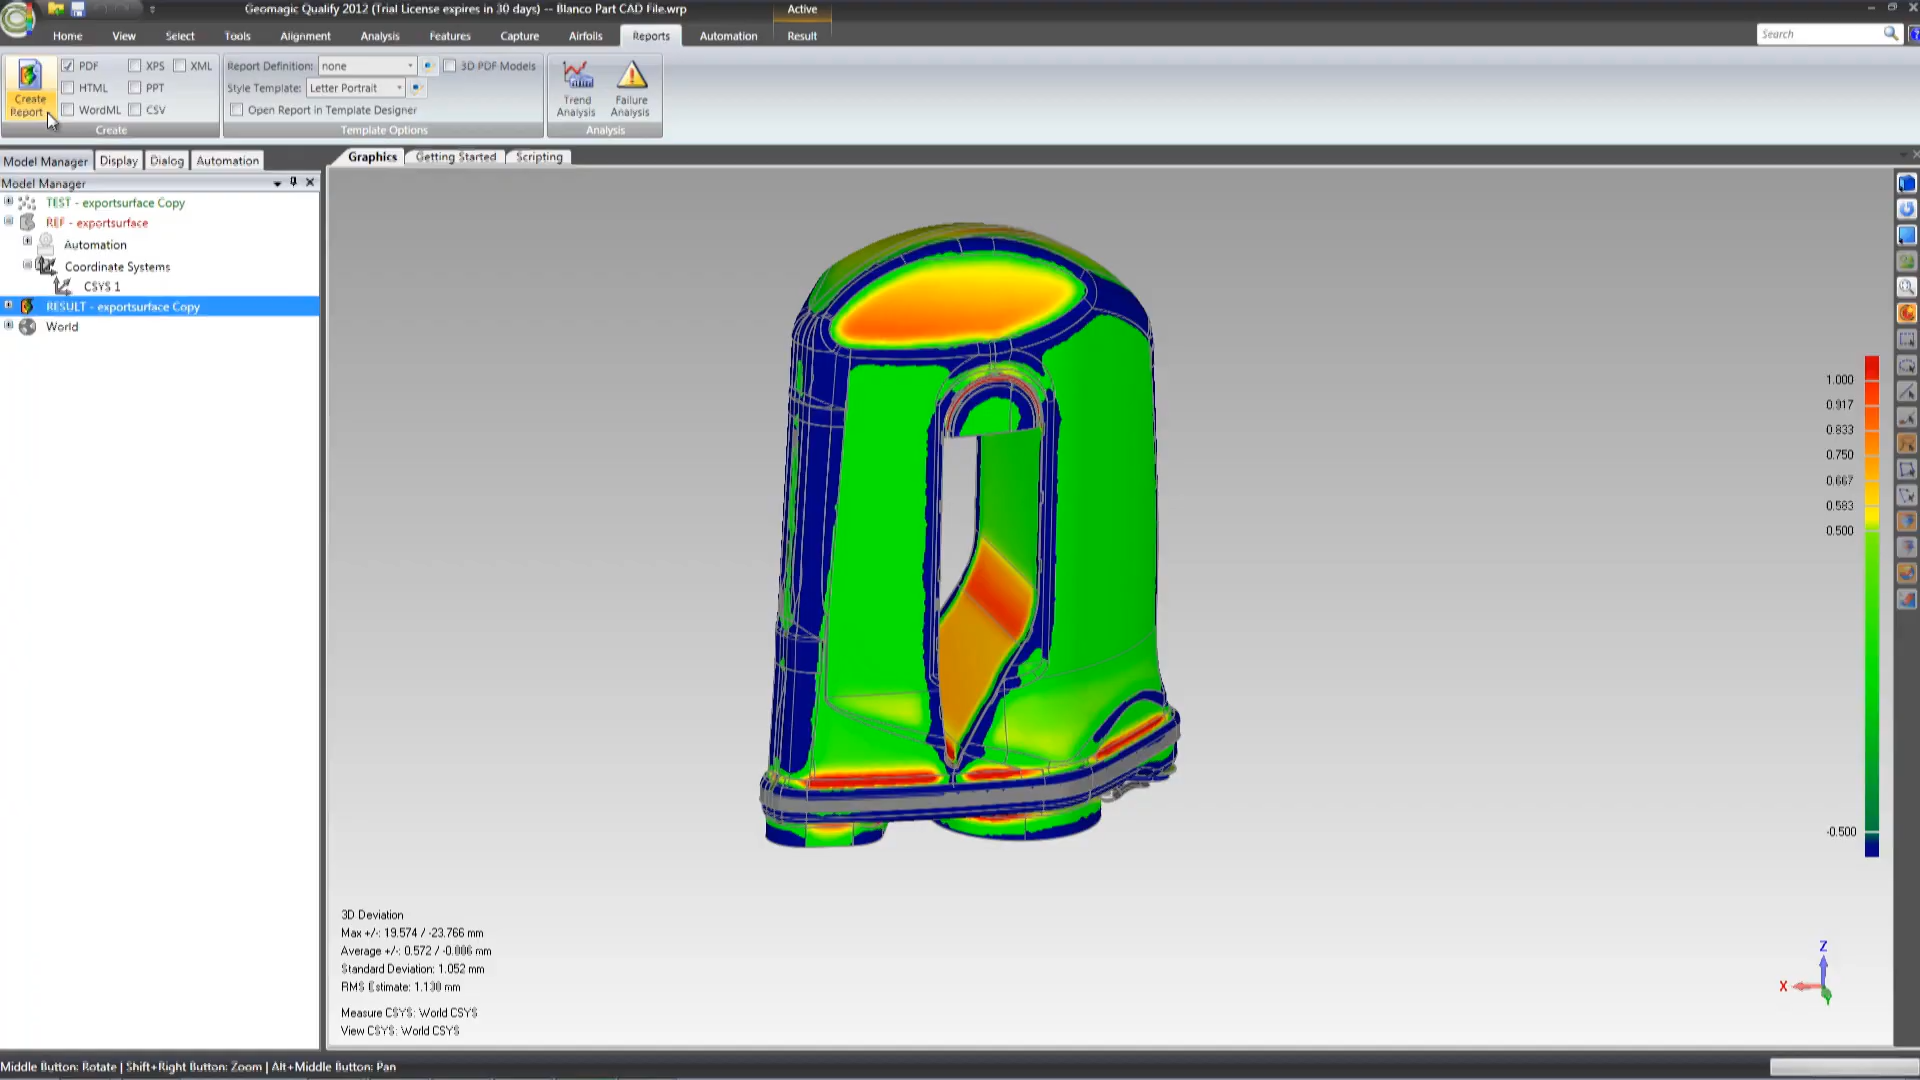 Geomagic Qualify 2012 (Trial License expires in 30 days) -- Blanco Part CAD File.wrp
Active
Home View Select Tools Alignment Analysis Features Capture Airfoils Reports Automation Result
Search
PDF XPS XML
HTML PPT
WordML CSV
Create Report
Create
Report Definition: none 3D PDF Models
Style Template: Letter Portrait
Open Report in Template Designer
Template Options
Trend Analysis
Failure Analysis
Analysis
Model Manager Display Dialog Automation
Graphics Getting Started Scripting
Model Manager
TEST - exportsurface Copy
REF - exportsurface
Automation
Coordinate Systems
CSYS 1
RESULT - exportsurface Copy
World
1.000
0.917
0.833
0.750
0.667
0.583
0.500
-0.500
3D Deviation
Max +/-: 19.574 / -23.766 mm
Average +/-: 0.572 / -0.886 mm
Standard Deviation: 1.052 mm
RMS Estimate: 1.130 mm
Measure CSYS: World CSYS
View CSYS: World CSYS
Z
X
Y
Middle Button: Rotate | Shift+Right Button: Zoom | Alt+Middle Button: Pan